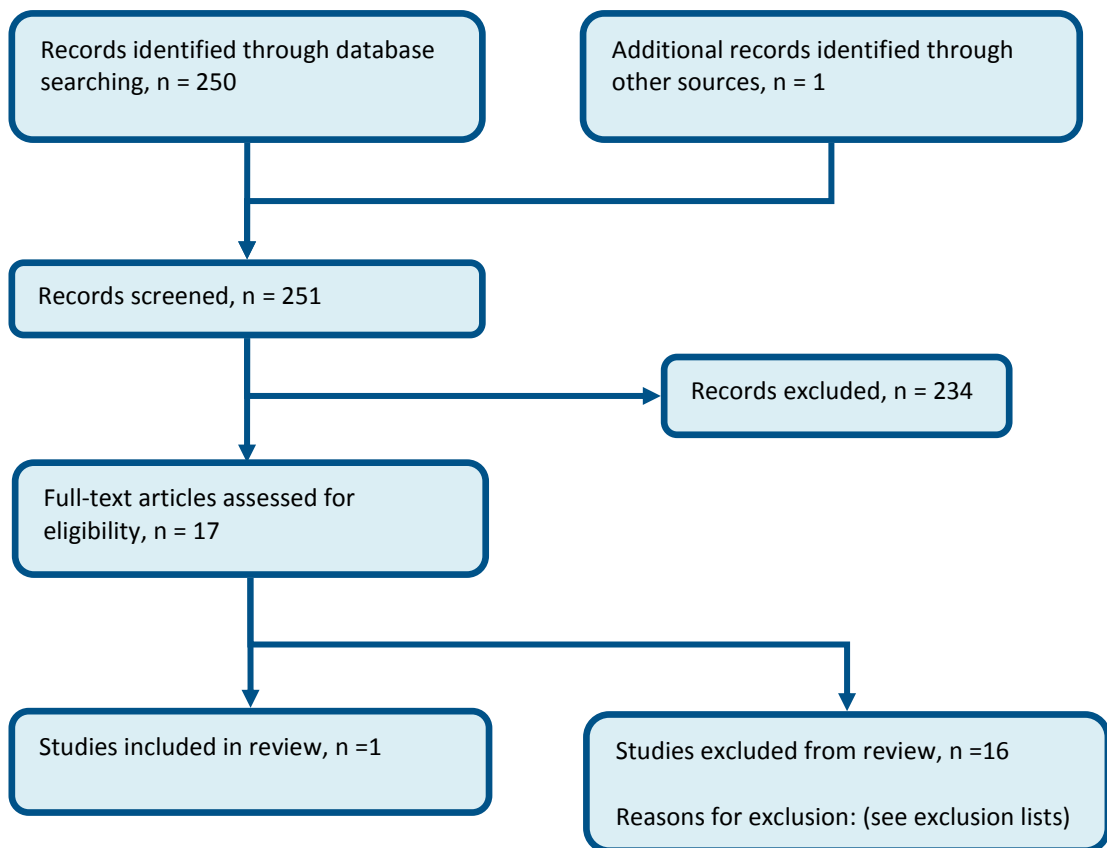 Records identified through database
searching, n = 250
Additional records identified through
other sources, n = 1
Records screened, n = 251
Records excluded, n = 234
Full-text articles assessed for
eligibility, n = 17
Studies included in review, n =1
Studies excluded from review, n =16
Reasons for exclusion: (see exclusion lists)